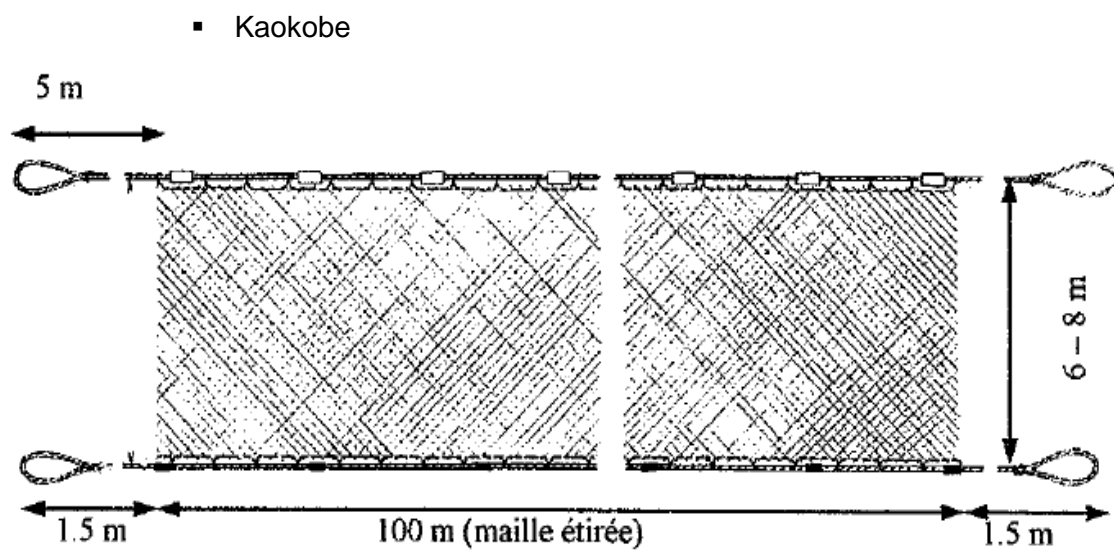 ▪ Kaokobe
5 m
6 – 8 m
1.5 m
100 m (maille étirée)
1.5 m